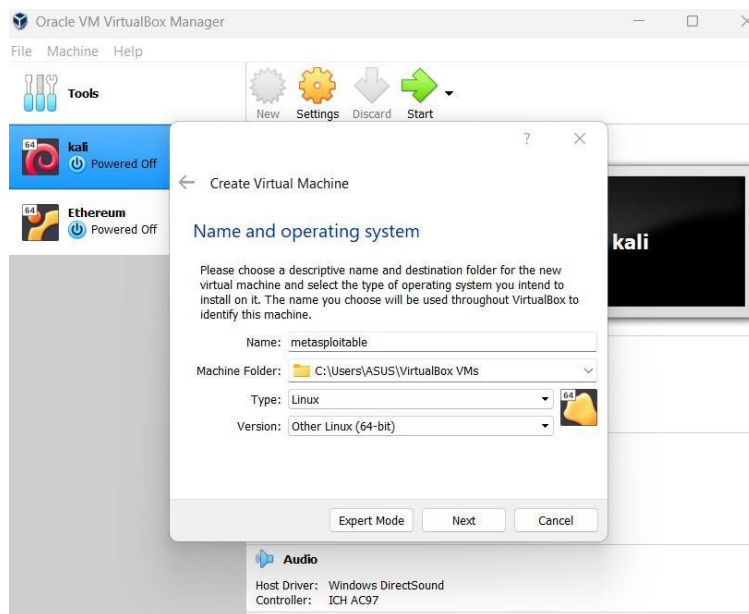 Oracle VM VirtualBox Manager
File Machine Help
Tools
New Settings Discard Start
64 kali
Powered Off
64 Ethereum
Powered Off
? 
Create Virtual Machine
Name and operating system
Please choose a descriptive name and destination folder for the new
virtual machine and select the type of operating system you intend to
install on it. The name you choose will be used throughout VirtualBox to
identify this machine.
Name: metasploitable
Machine Folder: C:\Users\ASUS\VirtualBox VMs
Type: Linux
64
Version: Other Linux (64-bit)
Expert Mode Next Cancel
kali
Audio
Host Driver: Windows DirectSound
Controller: ICH AC97